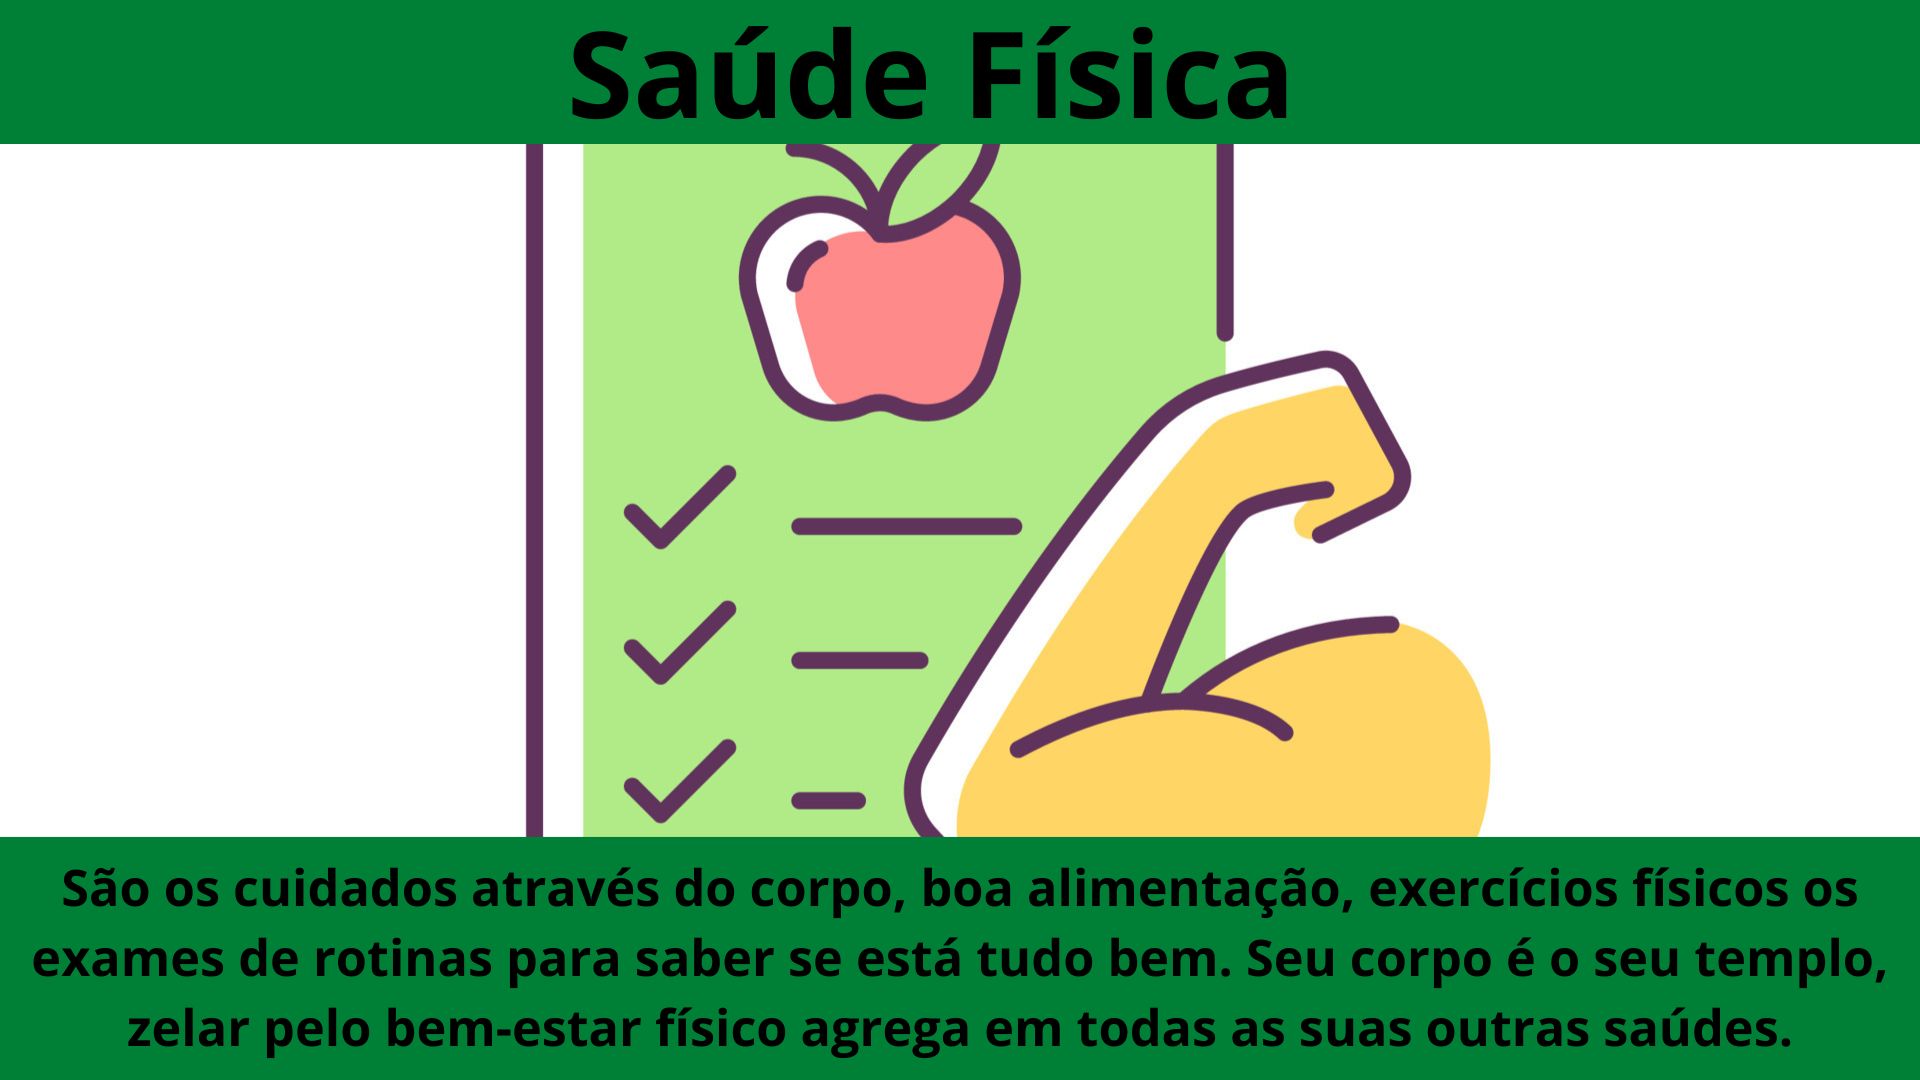 Saúde Física
São os cuidados através do corpo, boa alimentação, exercícios físicos os
exames de rotinas para saber se está tudo bem. Seu corpo é o seu templo,
zelar pelo bem-estar físico agrega em todas as suas outras saúdes.